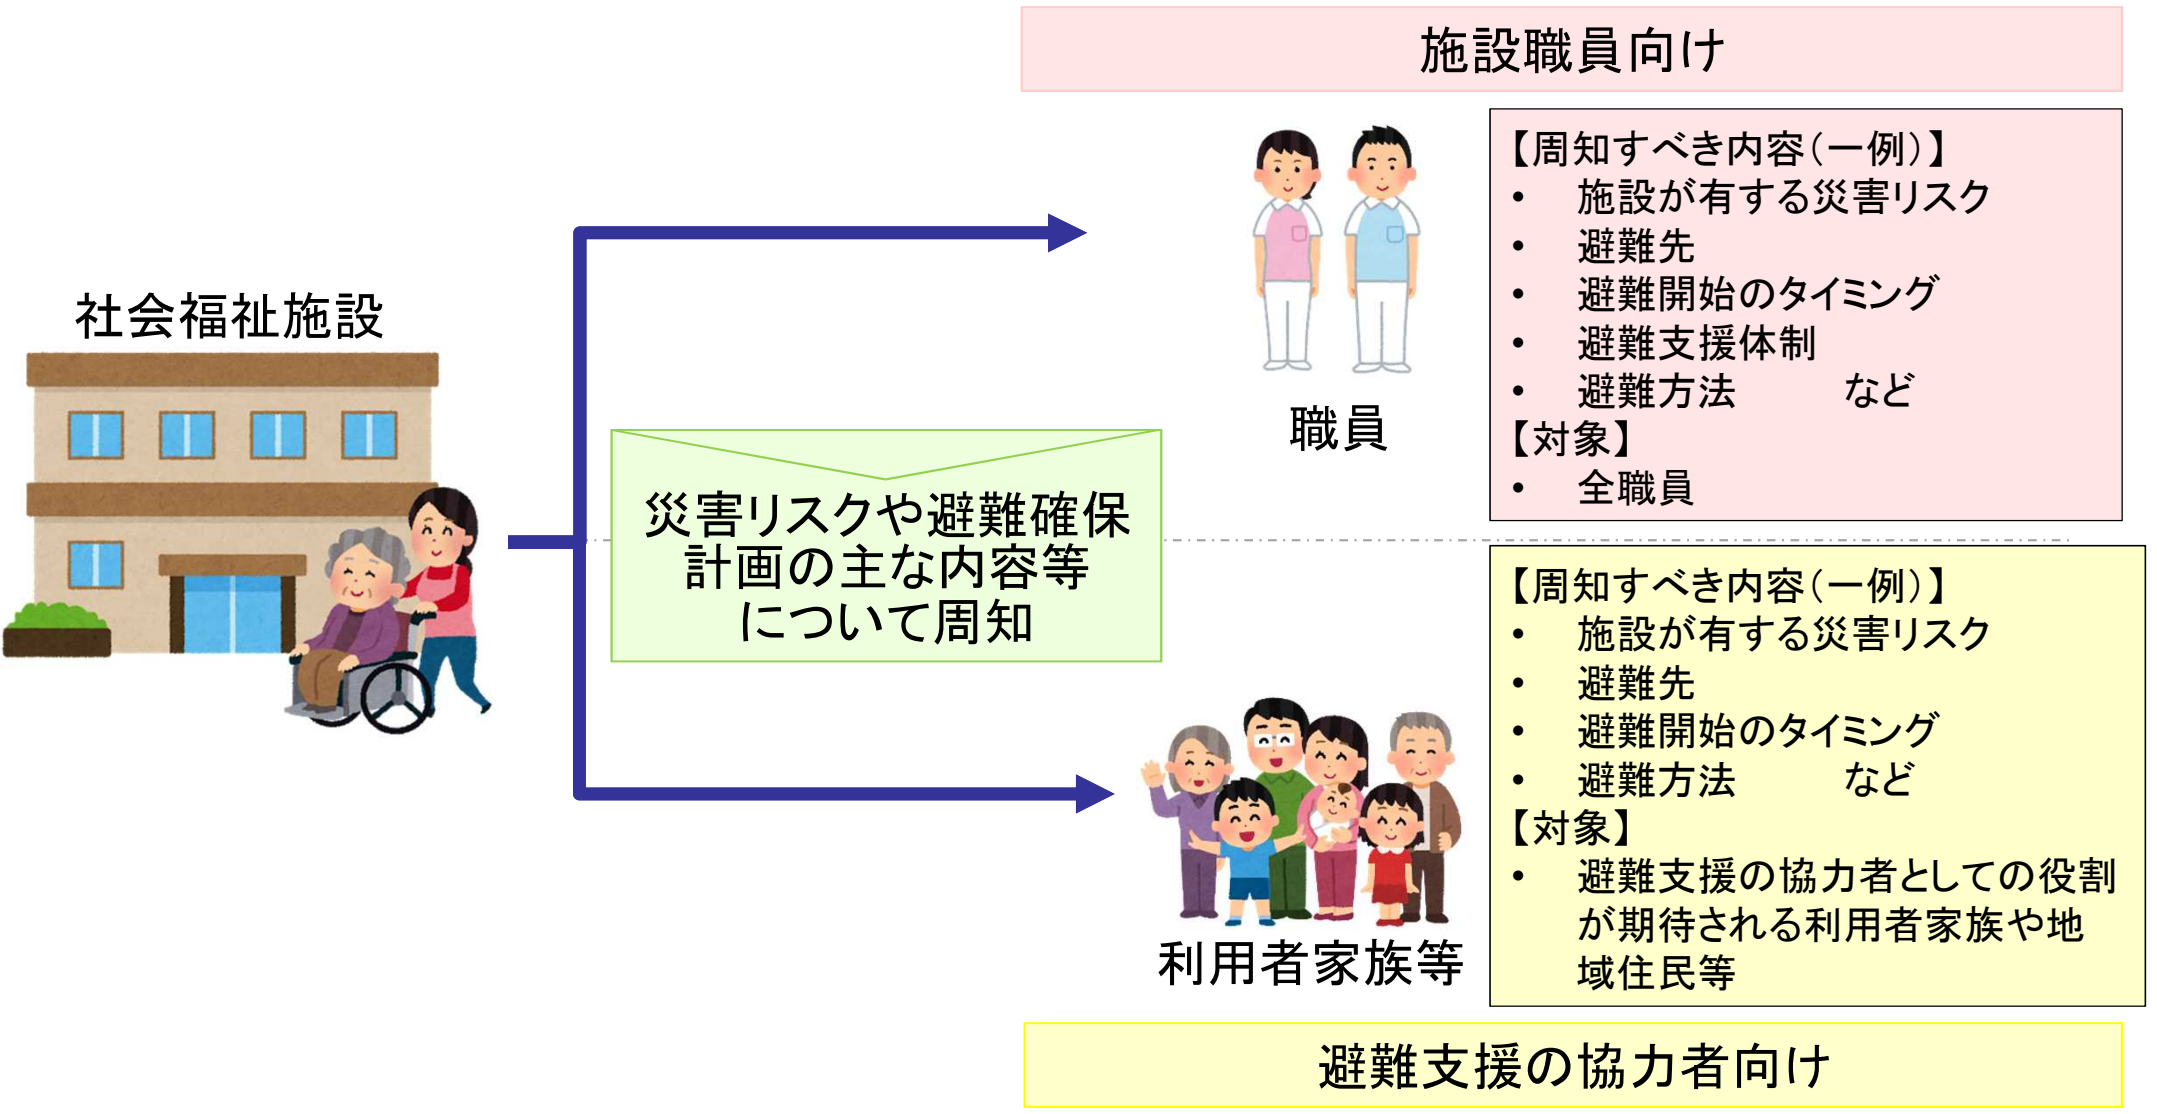 施設職員向け
社会福祉施設
災害リスクや避難確保
計画の主な内容等
について周知
職員
【周知すべき内容（一例）】
• 施設が有する災害リスク
• 避難先
• 避難開始のタイミング
• 避難支援体制
• 避難方法 など
【対象】
• 全職員
利用者家族等
【周知すべき内容（一例）】
• 施設が有する災害リスク
• 避難先
• 避難開始のタイミング
• 避難方法 など
【対象】
• 避難支援の協力者としての役割
が期待される利用者家族や地
域住民等
避難支援の協力者向け